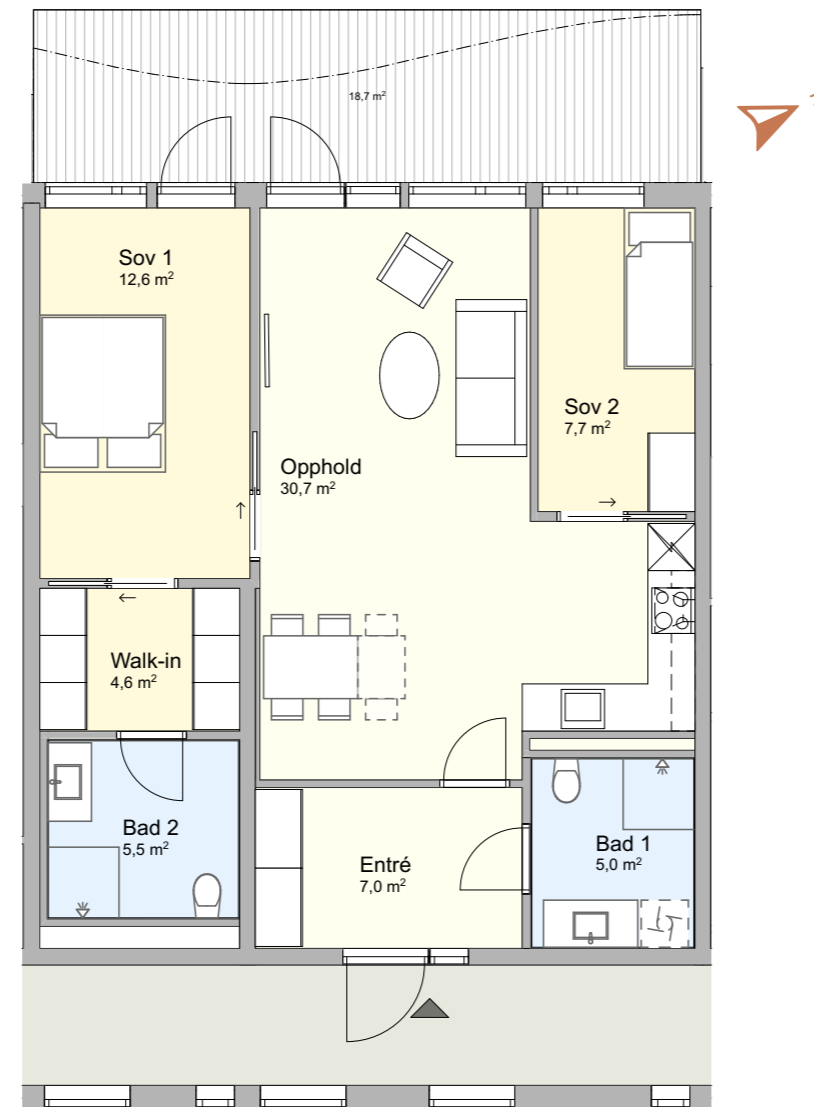 18,7 m²
Sov 1
12,6 m²
Sov 2
7,7 m²
Opphold
30,7 m²
Walk-in
4,6 m²
Bad 2
5,5 m²
Entré
7,0 m²
Bad 1
5,0 m²